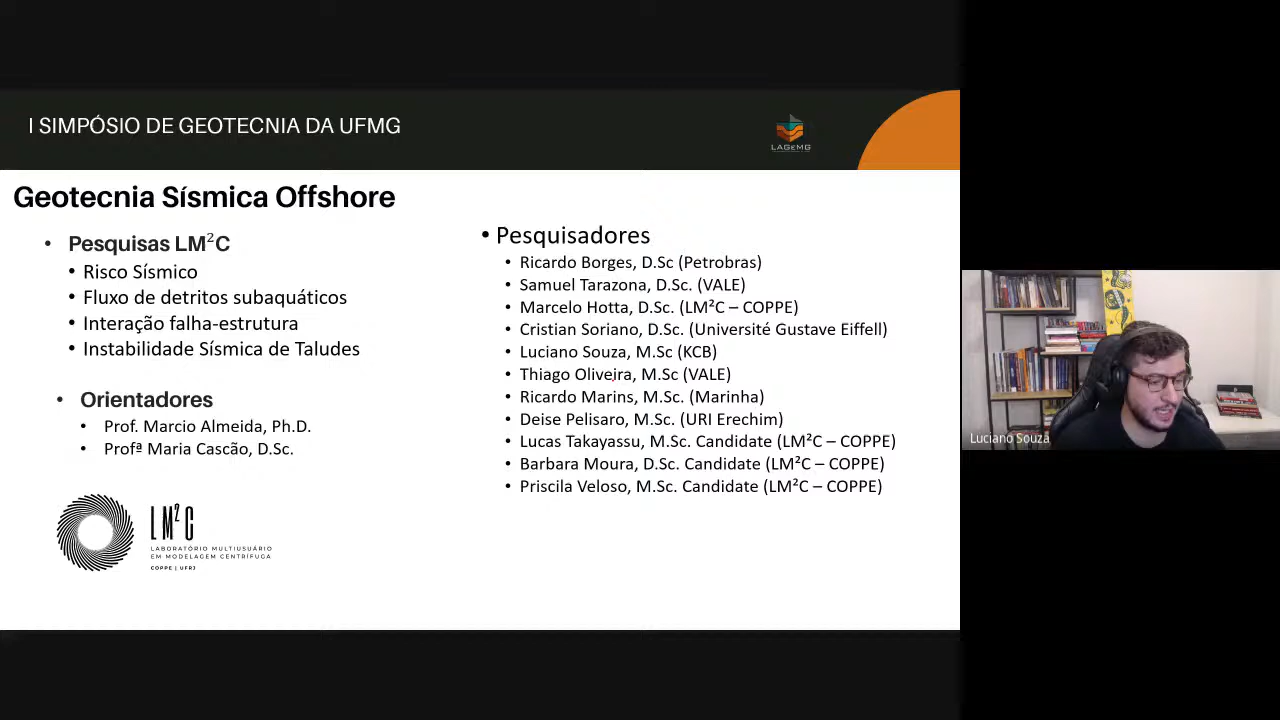 I SIMPÓSIO DE GEOTECNIA DA UFMG
LAGEMG
Geotecnia Sísmica Offshore
• Pesquisas LM²C
• Risco Sísmico
• Fluxo de detritos subaquáticos
• Interação falha-estrutura
• Instabilidade Sísmica de Taludes
• Orientadores
• Prof. Marcio Almeida, Ph.D.
• Profª Maria Cascão, D.Sc.
LM²C
LABORATÓRIO MULTIUSUÁRIO
EM MODELAGEM CENTRÍFUGA
COPPE | UFRJ
• Pesquisadores
• Ricardo Borges, D.Sc (Petrobras)
• Samuel Tarazona, D.Sc. (VALE)
• Marcelo Hotta, D.Sc. (LM²C – COPPE)
• Cristian Soriano, D.Sc. (Université Gustave Eiffell)
• Luciano Souza, M.Sc (KCB)
• Thiago Oliveira, M.Sc (VALE)
• Ricardo Marins, M.Sc. (Marinha)
• Deise Pelisaro, M.Sc. (URI Erechim)
• Lucas Takayassu, M.Sc. Candidate (LM²C – COPPE)
• Barbara Moura, D.Sc. Candidate (LM²C – COPPE)
• Priscila Veloso, M.Sc. Candidate (LM²C – COPPE)
Luciano Souza